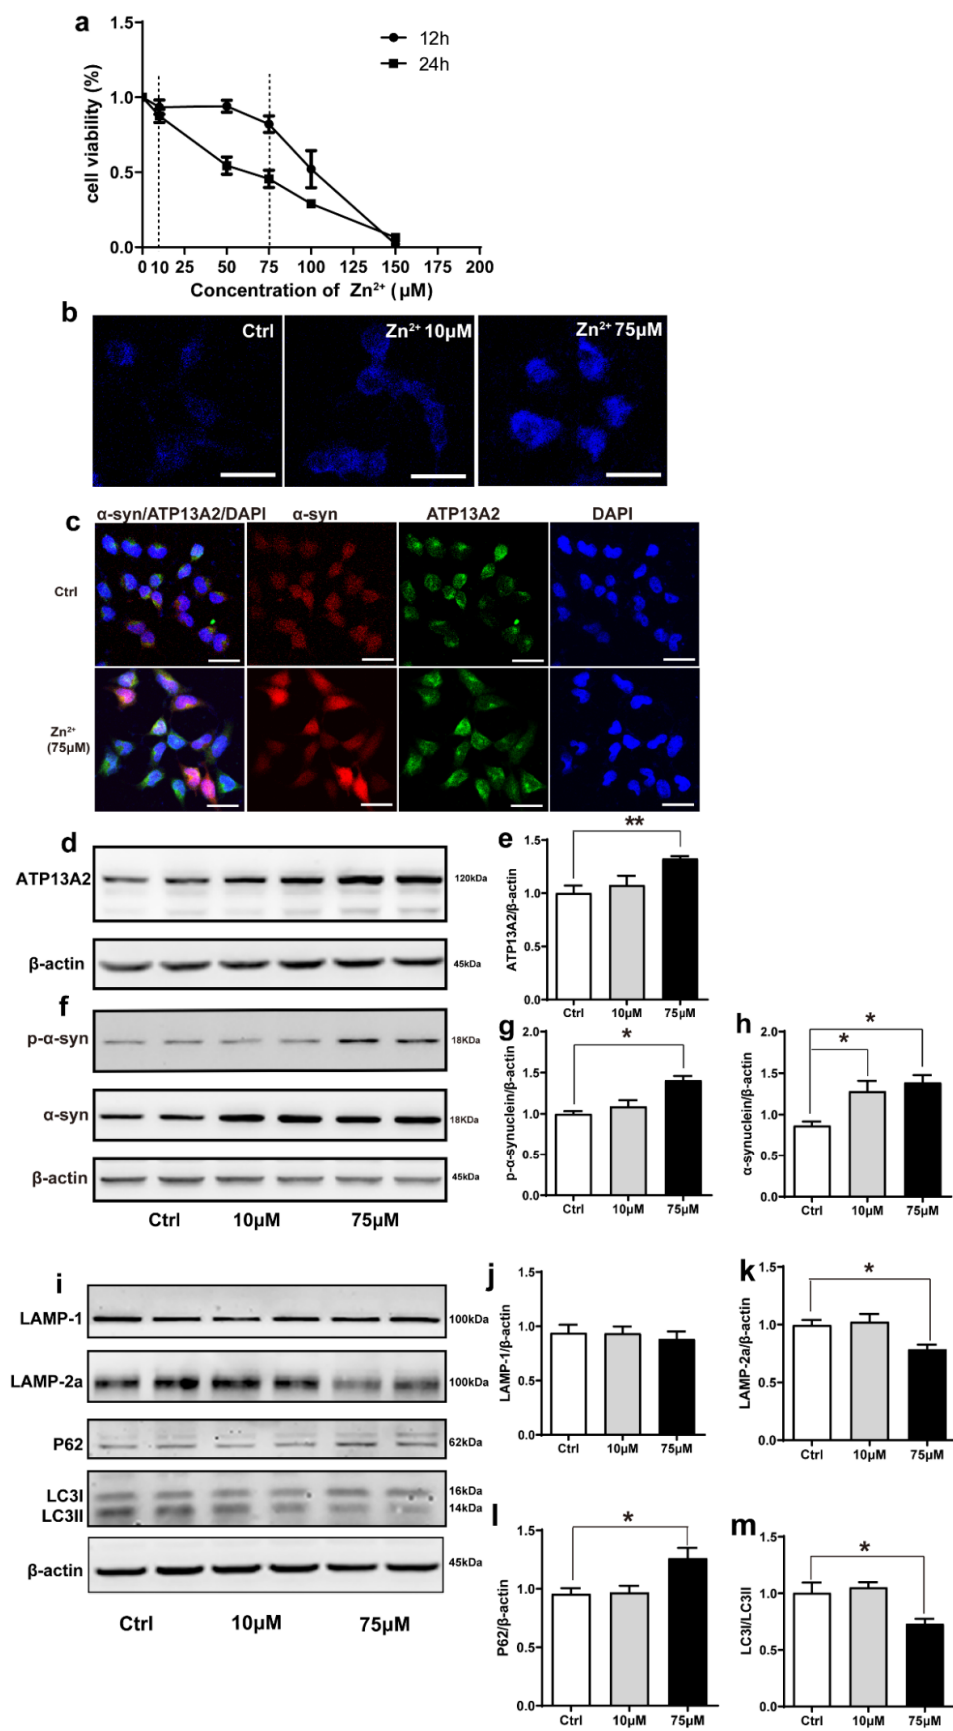 a
1.5
1.0
0.5
0.0
cell viability (%)
12h
24h
0 10 25 50 75 100 125 150 175 200
Concentration of Zn²⁺ (μM)
b
Ctrl
Zn²⁺ 10μM
Zn²⁺ 75μM
c
α-syn/ATP13A2/DAPI α-syn ATP13A2 DAPI
Ctrl
Zn²⁺
(75μM)
d
ATP13A2
120kDa
β-actin
45kDa
e
**
1.5
1.0
0.5
0.0
ATP13A2/β-actin
Ctrl 10μM 75μM
f
p-α-syn
18KDa
α-syn
18KDa
β-actin
45kDa
Ctrl 10μM 75μM
g
*
2.0
1.5
1.0
0.5
0.0
p-α-synuclein/β-actin
Ctrl 10μM 75μM
h
*
*
2.0
1.5
1.0
0.5
0.0
α-synuclein/β-actin
Ctrl 10μM 75μM
i
LAMP-1
100kDa
LAMP-2a
100kDa
P62
62kDa
LC3I
16kDa
LC3II
14kDa
β-actin
45kDa
Ctrl 10μM 75μM
j
1.5
1.0
0.5
0.0
LAMP-1/β-actin
Ctrl 10μM 75μM
k
*
1.5
1.0
0.5
0.0
LAMP-2a/β-actin
Ctrl 10μM 75μM
l
*
1.5
1.0
0.5
0.0
P62/β-actin
Ctrl 10μM 75μM
m
*
1.5
1.0
0.5
0.0
LC3I/LC3II
Ctrl 10μM 75μM